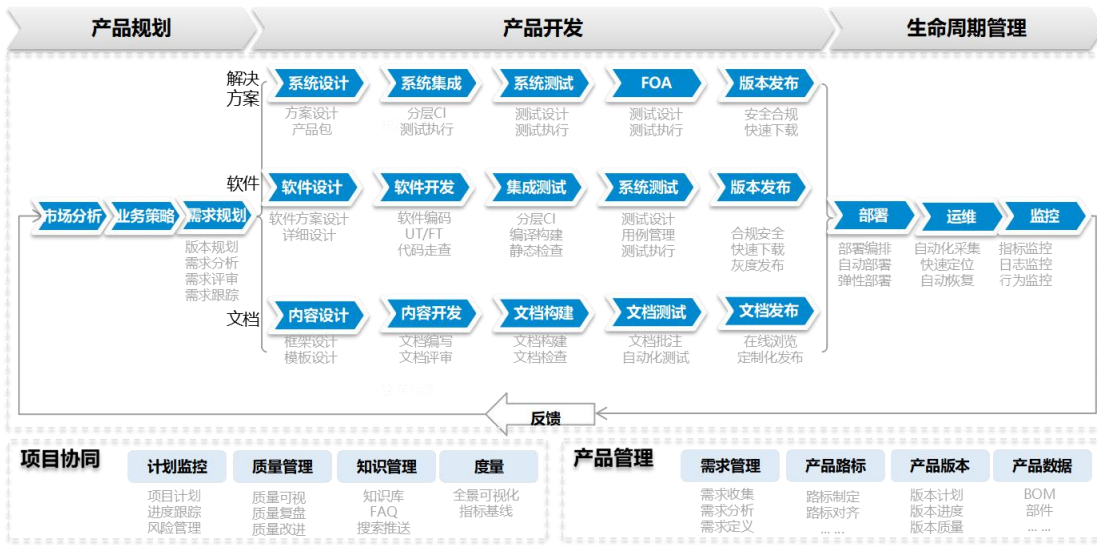 产品规划
产品开发
生命周期管理
解决
方案
系统设计
方案设计
产品包
系统集成
分层CI
测试执行
系统测试
测试设计
测试执行
FOA
测试设计
测试执行
版本发布
安全合规
快速下载
软件
软件设计
软件方案设计
详细设计
软件开发
软件编码
UT/FT
代码走查
集成测试
分层CI
编译构建
静态检查
系统测试
测试设计
用例管理
测试执行
版本发布
合规安全
快速下载
灰度发布
市场分析
业务策略
需求规划
版本规划
需求分析
需求评审
需求跟踪
部署
部署编排
自动部署
弹性部署
运维
自动化采集
快速定位
自动恢复
监控
指标监控
日志监控
行为监控
文档
内容设计
框架设计
模板设计
内容开发
文档编写
文档评审
文档构建
文档构建
文档检查
文档测试
文档批注
自动化测试
文档发布
在线浏览
定制化发布
反馈
项目协同
计划监控
项目计划
进度跟踪
风险管理
质量管理
质量可视
质量复盘
质量改进
知识管理
知识库
FAQ
搜索推送
度量
全景可视化
指标基线
产品管理
需求管理
需求收集
需求分析
需求定义
产品路标
路标制定
路标对齐
... ...
产品版本
版本计划
版本进度
版本质量
产品数据
BOM
部件
... ...